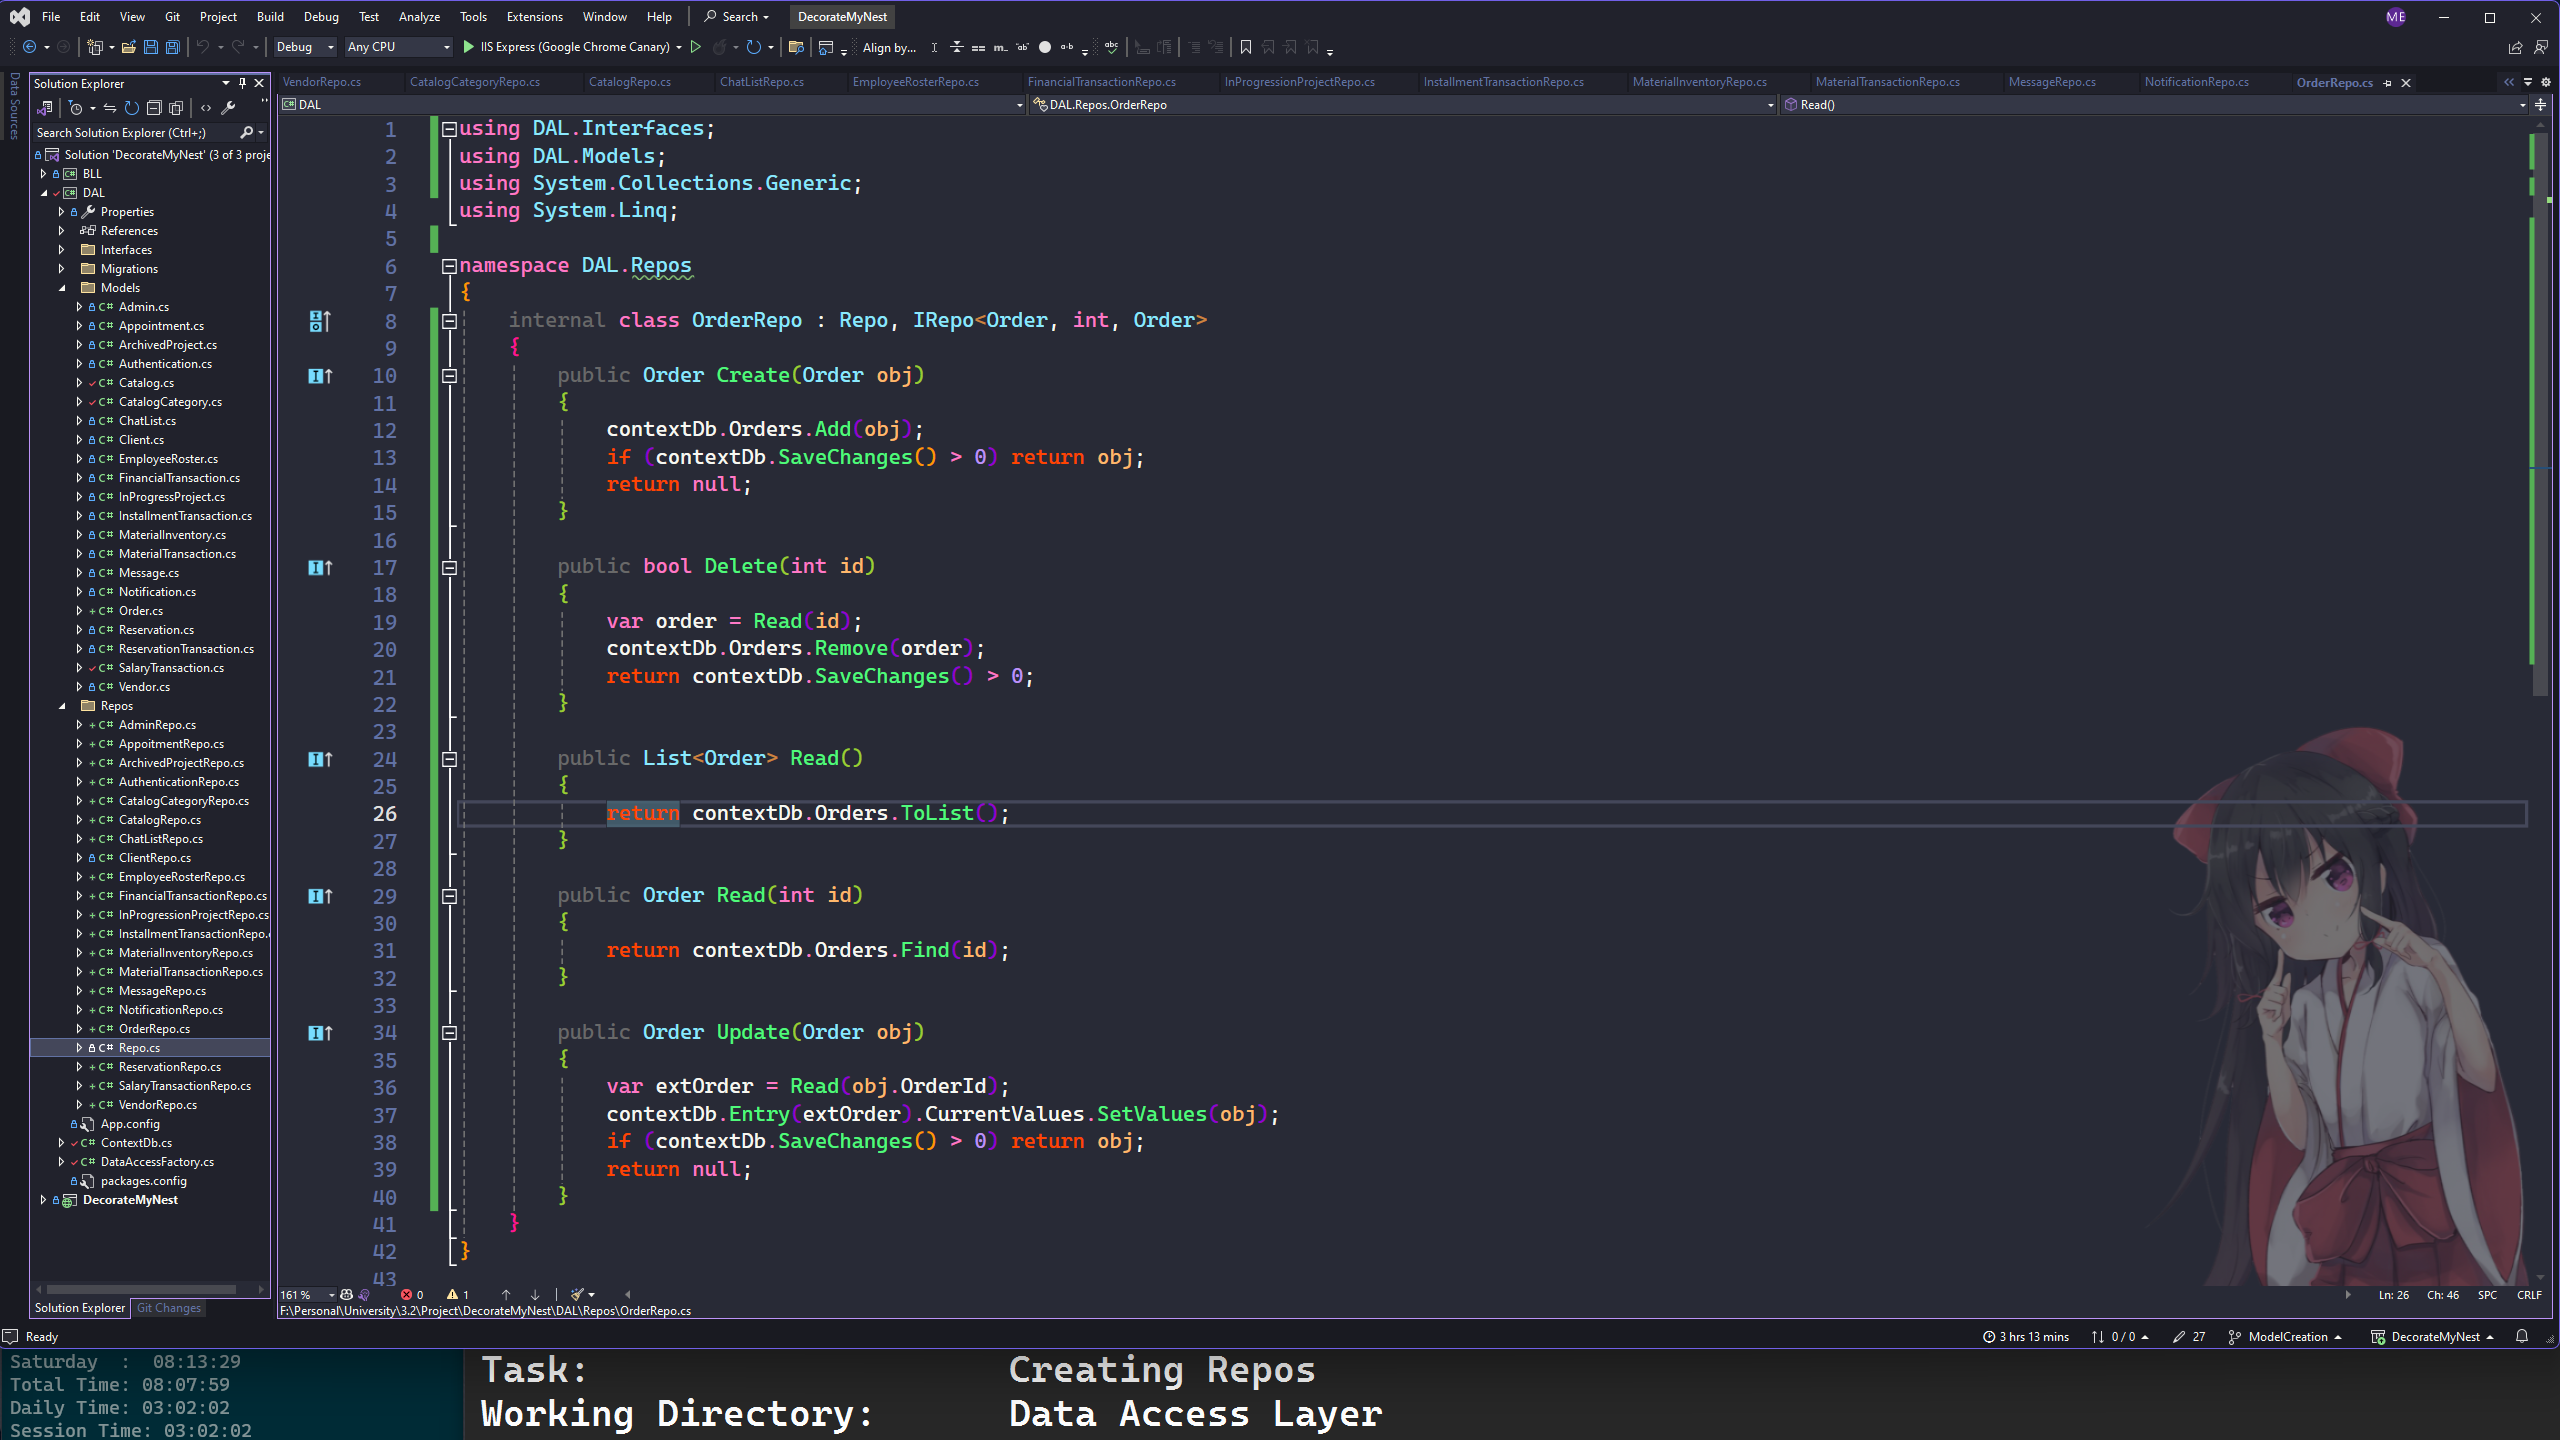 File Edit View Git Project Build Debug Test Analyze Tools Extensions Window Help Search DecorateMyNest ME
Debug Any CPU IIS Express (Google Chrome Canary) Align by...
Data Sources
Solution Explorer
VendorRepo.cs CatalogCategoryRepo.cs CatalogRepo.cs ChatListRepo.cs EmployeeRosterRepo.cs FinancialTransactionRepo.cs InProgressionProjectRepo.cs InstallmentTransactionRepo.cs MaterialInventoryRepo.cs MaterialTransactionRepo.cs MessageRepo.cs NotificationRepo.cs OrderRepo.cs
DAL DAL.Repos.OrderRepo Read()
Search Solution Explorer (Ctrl+;)
Solution 'DecorateMyNest' (3 of 3 proje
BLL
DAL
Properties
References
Interfaces
Migrations
Models
C# Admin.cs
C# Appointment.cs
C# ArchivedProject.cs
C# Authentication.cs
C# Catalog.cs
C# CatalogCategory.cs
C# ChatList.cs
C# Client.cs
C# EmployeeRoster.cs
C# FinancialTransaction.cs
C# InProgressProject.cs
C# InstallmentTransaction.cs
C# MaterialInventory.cs
C# MaterialTransaction.cs
C# Message.cs
C# Notification.cs
C# Order.cs
C# Reservation.cs
C# ReservationTransaction.cs
C# SalaryTransaction.cs
C# Vendor.cs
Repos
C# AdminRepo.cs
C# AppoitmentRepo.cs
C# ArchivedProjectRepo.cs
C# AuthenticationRepo.cs
C# CatalogCategoryRepo.cs
C# CatalogRepo.cs
C# ChatListRepo.cs
C# ClientRepo.cs
C# EmployeeRosterRepo.cs
C# FinancialTransactionRepo.cs
C# InProgressionProjectRepo.cs
C# InstallmentTransactionRepo.
C# MaterialInventoryRepo.cs
C# MaterialTransactionRepo.cs
C# MessageRepo.cs
C# NotificationRepo.cs
C# OrderRepo.cs
C# Repo.cs
C# ReservationRepo.cs
C# SalaryTransactionRepo.cs
C# VendorRepo.cs
App.config
C# ContextDb.cs
C# DataAccessFactory.cs
packages.config
DecorateMyNest
Solution Explorer Git Changes
1 using DAL.Interfaces;
2 using DAL.Models;
3 using System.Collections.Generic;
4 using System.Linq;
5
6 namespace DAL.Repos
7 {
8 internal class OrderRepo : Repo, IRepo<Order, int, Order>
9 {
10 public Order Create(Order obj)
11 {
12 contextDb.Orders.Add(obj);
13 if (contextDb.SaveChanges() > 0) return obj;
14 return null;
15 }
16
17 public bool Delete(int id)
18 {
19 var order = Read(id);
20 contextDb.Orders.Remove(order);
21 return contextDb.SaveChanges() > 0;
22 }
23
24 public List<Order> Read()
25 {
26 return contextDb.Orders.ToList();
27 }
28
29 public Order Read(int id)
30 {
31 return contextDb.Orders.Find(id);
32 }
33
34 public Order Update(Order obj)
35 {
36 var extOrder = Read(obj.OrderId);
37 contextDb.Entry(extOrder).CurrentValues.SetValues(obj);
38 if (contextDb.SaveChanges() > 0) return obj;
39 return null;
40 }
41 }
42 }
43
161 % 0 1 Ln: 26 Ch: 46 SPC CRLF
F:\Personal\University\3.2\Project\DecorateMyNest\DAL\Repos\OrderRepo.cs
Ready 3 hrs 13 mins 0 / 0 27 ModelCreation DecorateMyNest
Saturday : 08:13:29
Total Time: 08:07:59
Daily Time: 03:02:02
Session Time: 03:02:02
Task: Creating Repos
Working Directory: Data Access Layer